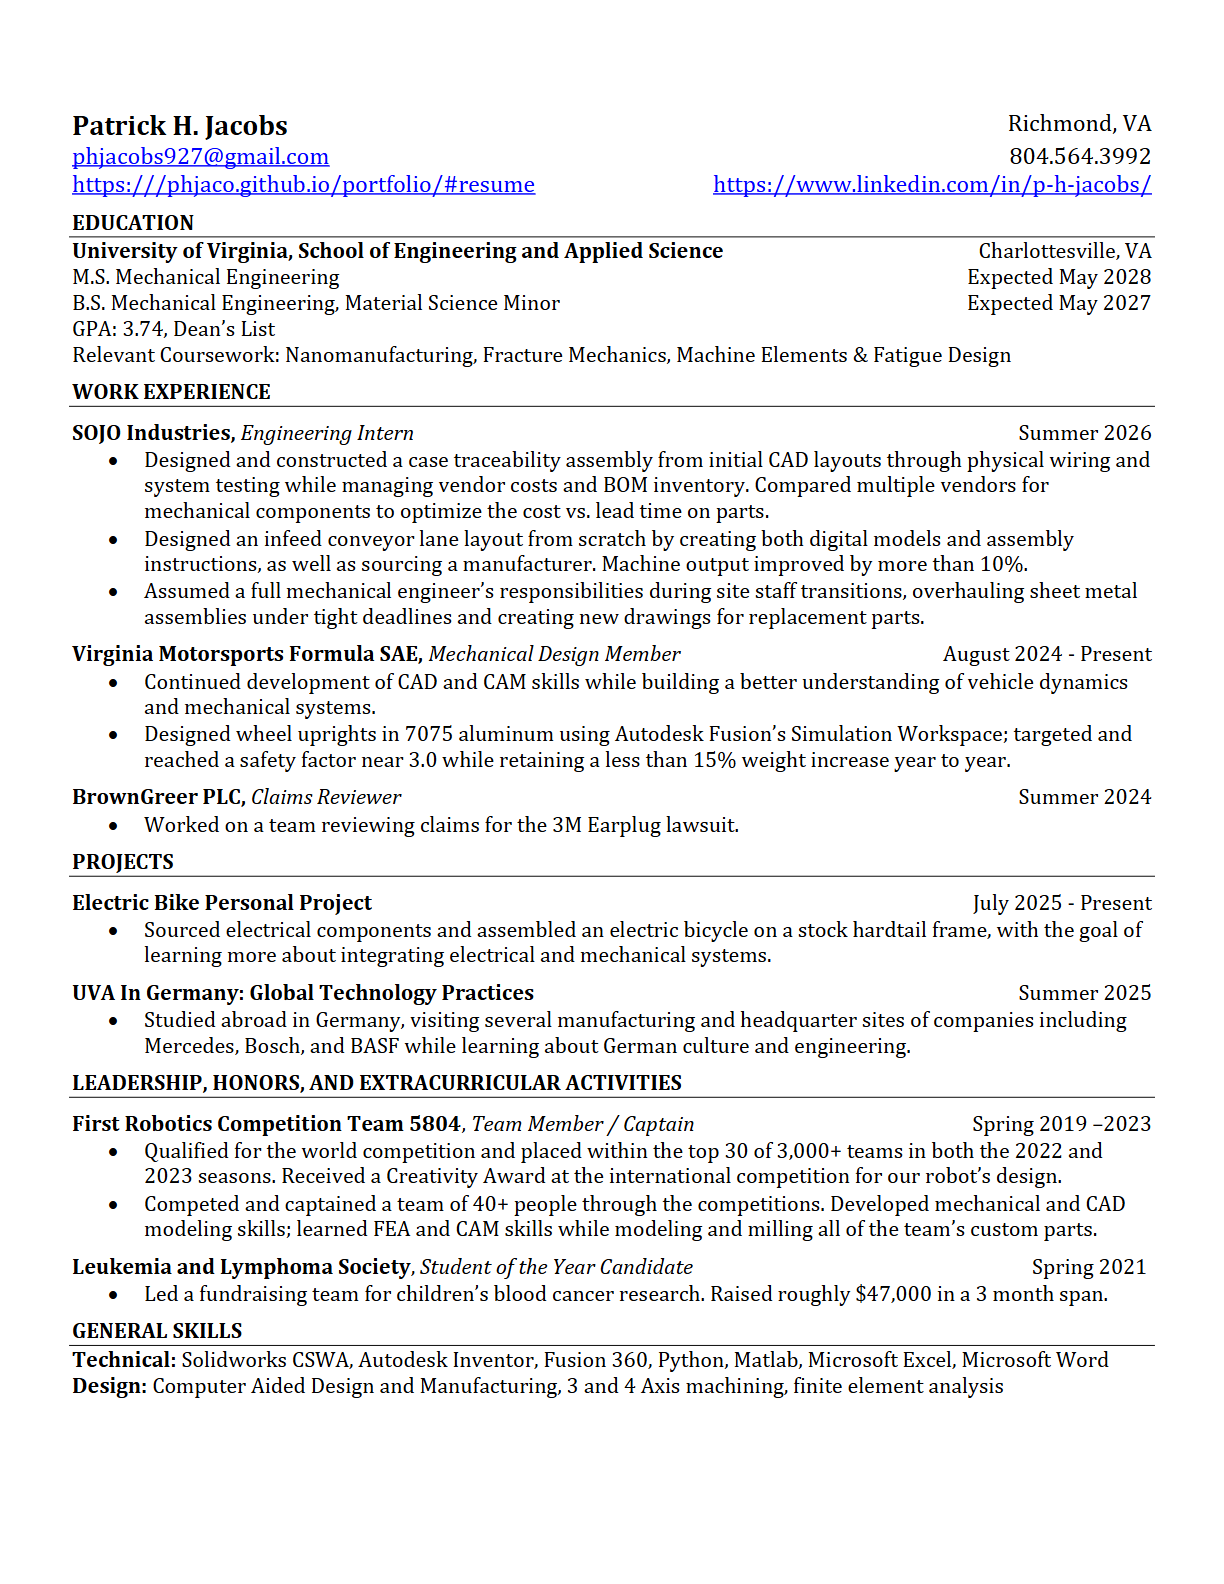 Patrick H. Jacobs Richmond, VA
phjacobs927@gmail.com 804.564.3992
https:///phjaco.github.io/portfolio/#resume https://www.linkedin.com/in/p-h-jacobs/
EDUCATION
University of Virginia, School of Engineering and Applied Science Charlottesville, VA
M.S. Mechanical Engineering Expected May 2028
B.S. Mechanical Engineering, Material Science Minor Expected May 2027
GPA: 3.74, Dean’s List
Relevant Coursework: Nanomanufacturing, Fracture Mechanics, Machine Elements & Fatigue Design
WORK EXPERIENCE
SOJO Industries, Engineering Intern Summer 2026
• Designed and constructed a case traceability assembly from initial CAD layouts through physical wiring and
system testing while managing vendor costs and BOM inventory. Compared multiple vendors for
mechanical components to optimize the cost vs. lead time on parts.
• Designed an infeed conveyor lane layout from scratch by creating both digital models and assembly
instructions, as well as sourcing a manufacturer. Machine output improved by more than 10%.
• Assumed a full mechanical engineer’s responsibilities during site staff transitions, overhauling sheet metal
assemblies under tight deadlines and creating new drawings for replacement parts.
Virginia Motorsports Formula SAE, Mechanical Design Member August 2024 - Present
• Continued development of CAD and CAM skills while building a better understanding of vehicle dynamics
and mechanical systems.
• Designed wheel uprights in 7075 aluminum using Autodesk Fusion’s Simulation Workspace; targeted and
reached a safety factor near 3.0 while retaining a less than 15% weight increase year to year.
BrownGreer PLC, Claims Reviewer Summer 2024
• Worked on a team reviewing claims for the 3M Earplug lawsuit.
PROJECTS
Electric Bike Personal Project July 2025 - Present
• Sourced electrical components and assembled an electric bicycle on a stock hardtail frame, with the goal of
learning more about integrating electrical and mechanical systems.
UVA In Germany: Global Technology Practices Summer 2025
• Studied abroad in Germany, visiting several manufacturing and headquarter sites of companies including
Mercedes, Bosch, and BASF while learning about German culture and engineering.
LEADERSHIP, HONORS, AND EXTRACURRICULAR ACTIVITIES
First Robotics Competition Team 5804, Team Member / Captain Spring 2019 –2023
• Qualified for the world competition and placed within the top 30 of 3,000+ teams in both the 2022 and
2023 seasons. Received a Creativity Award at the international competition for our robot’s design.
• Competed and captained a team of 40+ people through the competitions. Developed mechanical and CAD
modeling skills; learned FEA and CAM skills while modeling and milling all of the team’s custom parts.
Leukemia and Lymphoma Society, Student of the Year Candidate Spring 2021
• Led a fundraising team for children’s blood cancer research. Raised roughly $47,000 in a 3 month span.
GENERAL SKILLS
Technical: Solidworks CSWA, Autodesk Inventor, Fusion 360, Python, Matlab, Microsoft Excel, Microsoft Word
Design: Computer Aided Design and Manufacturing, 3 and 4 Axis machining, finite element analysis